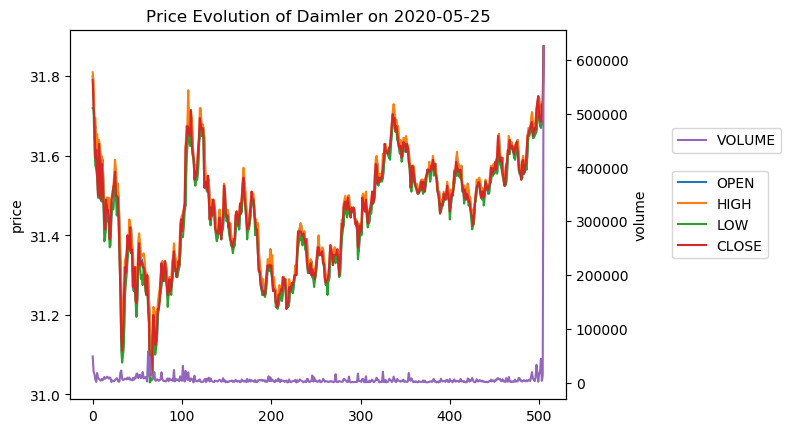 Price Evolution of Daimler on 2020-05-25
price
31.8
31.6
31.4
31.2
31.0
0
100
200
300
400
500
600000
500000
400000
300000
200000
100000
0
volume
VOLUME
OPEN
HIGH
LOW
CLOSE